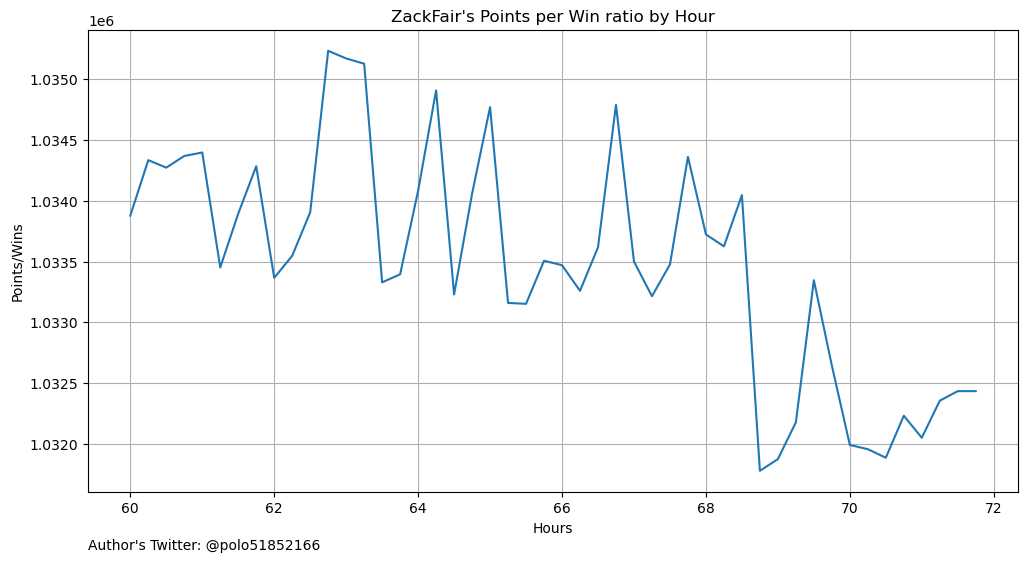 ZackFair's Points per Win ratio by Hour
1e6
1.0350
1.0345
1.0340
1.0335
1.0330
1.0325
1.0320
Points/Wins
60 62 64 66 68 70 72
Hours
Author's Twitter: @polo51852166